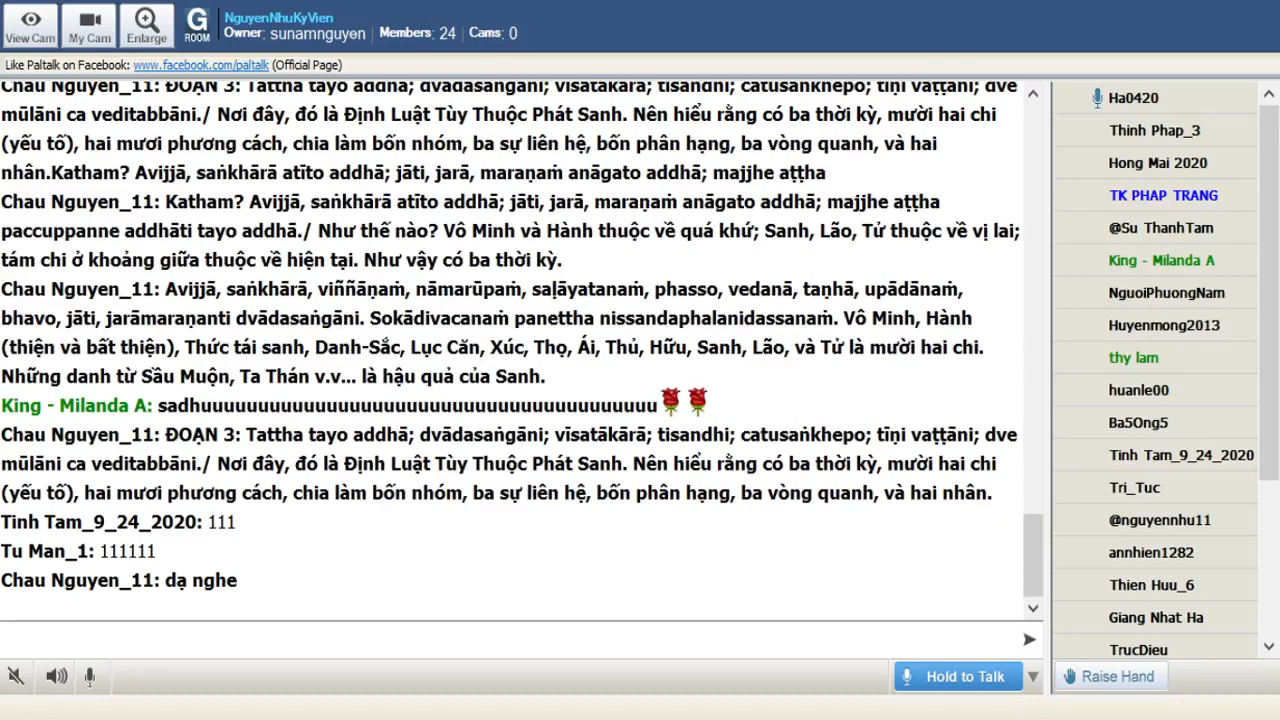 View Cam
My Cam
Enlarge
G
ROOM
NguyenNhuKyVien
Owner: sunamnguyen | Members: 24 | Cams: 0
Like Paltalk on Facebook: www.facebook.com/paltalk (Official Page)
Chau Nguyen_11: ĐOẠN 3: Tattha tayo addhā; dvādasaṅgāni; vīsatākārā; tisandhi; catusaṅkhepo; tīṇi vaṭṭāni; dve
mūlāni ca veditabbāni./ Nơi đây, đó là Định Luật Tùy Thuộc Phát Sanh. Nên hiểu rằng có ba thời kỳ, mười hai chi
(yếu tố), hai mươi phương cách, chia làm bốn nhóm, ba sự liên hệ, bốn phân hạng, ba vòng quanh, và hai
nhân.Katham? Avijjā, saṅkhārā atīto addhā; jāti, jarā, maraṇaṁ anāgato addhā; majjhe aṭṭha
Chau Nguyen_11: Katham? Avijjā, saṅkhārā atīto addhā; jāti, jarā, maraṇaṁ anāgato addhā; majjhe aṭṭha
paccuppanne addhāti tayo addhā./ Như thế nào? Vô Minh và Hành thuộc về quá khứ; Sanh, Lão, Tử thuộc về vị lai;
tám chi ở khoảng giữa thuộc về hiện tại. Như vậy có ba thời kỳ.
Chau Nguyen_11: Avijjā, saṅkhārā, viññāṇaṁ, nāmarūpaṁ, saḷāyatanaṁ, phasso, vedanā, taṇhā, upādānaṁ,
bhavo, jāti, jarāmaraṇanti dvādasaṅgāni. Sokādivacanaṁ panettha nissandaphalanidassanaṁ. Vô Minh, Hành
(thiện và bất thiện), Thức tái sanh, Danh-Sắc, Lục Căn, Xúc, Thọ, Ái, Thủ, Hữu, Sanh, Lão, và Tử là mười hai chi.
Những danh từ Sầu Muộn, Ta Thán v.v... là hậu quả của Sanh.
King - Milanda A: sadhuuuuuuuuuuuuuuuuuuuuuuuuuuuuuuuuuuuuuuuu
Chau Nguyen_11: ĐOẠN 3: Tattha tayo addhā; dvādasaṅgāni; vīsatākārā; tisandhi; catusaṅkhepo; tīṇi vaṭṭāni; dve
mūlāni ca veditabbāni./ Nơi đây, đó là Định Luật Tùy Thuộc Phát Sanh. Nên hiểu rằng có ba thời kỳ, mười hai chi
(yếu tố), hai mươi phương cách, chia làm bốn nhóm, ba sự liên hệ, bốn phân hạng, ba vòng quanh, và hai nhân.
Tinh Tam_9_24_2020: 111
Tu Man_1: 111111
Chau Nguyen_11: dạ nghe
Hold to Talk
Ha0420
Thinh Phap_3
Hong Mai 2020
TK PHAP TRANG
@Su ThanhTam
King - Milanda A
NguoiPhuongNam
Huyenmong2013
thy lam
huanle00
Ba5Ong5
Tinh Tam_9_24_2020
Tri_Tuc
@nguyennhu11
annhien1282
Thien Huu_6
Giang Nhat Ha
TrucDieu
Raise Hand